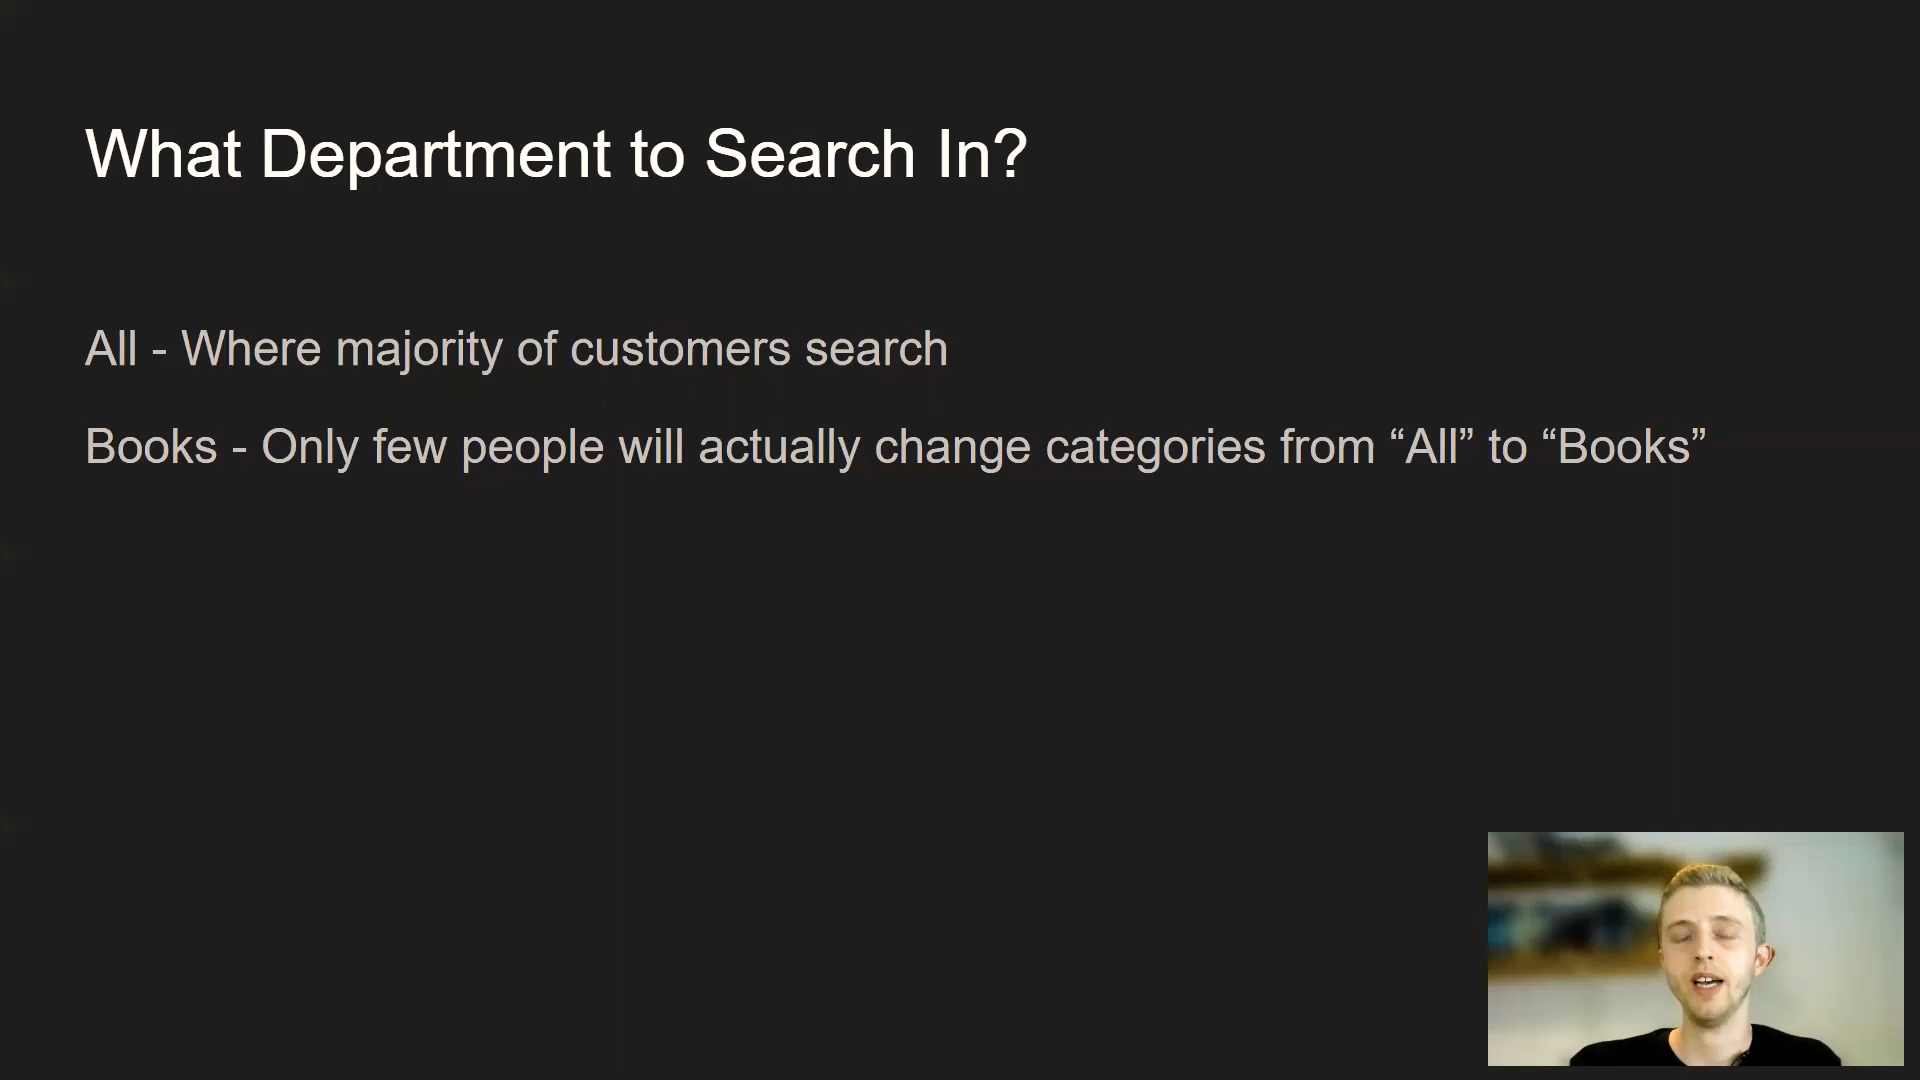 What Department to Search In?
All - Where majority of customers search
Books - Only few people will actually change categories from “All” to “Books”